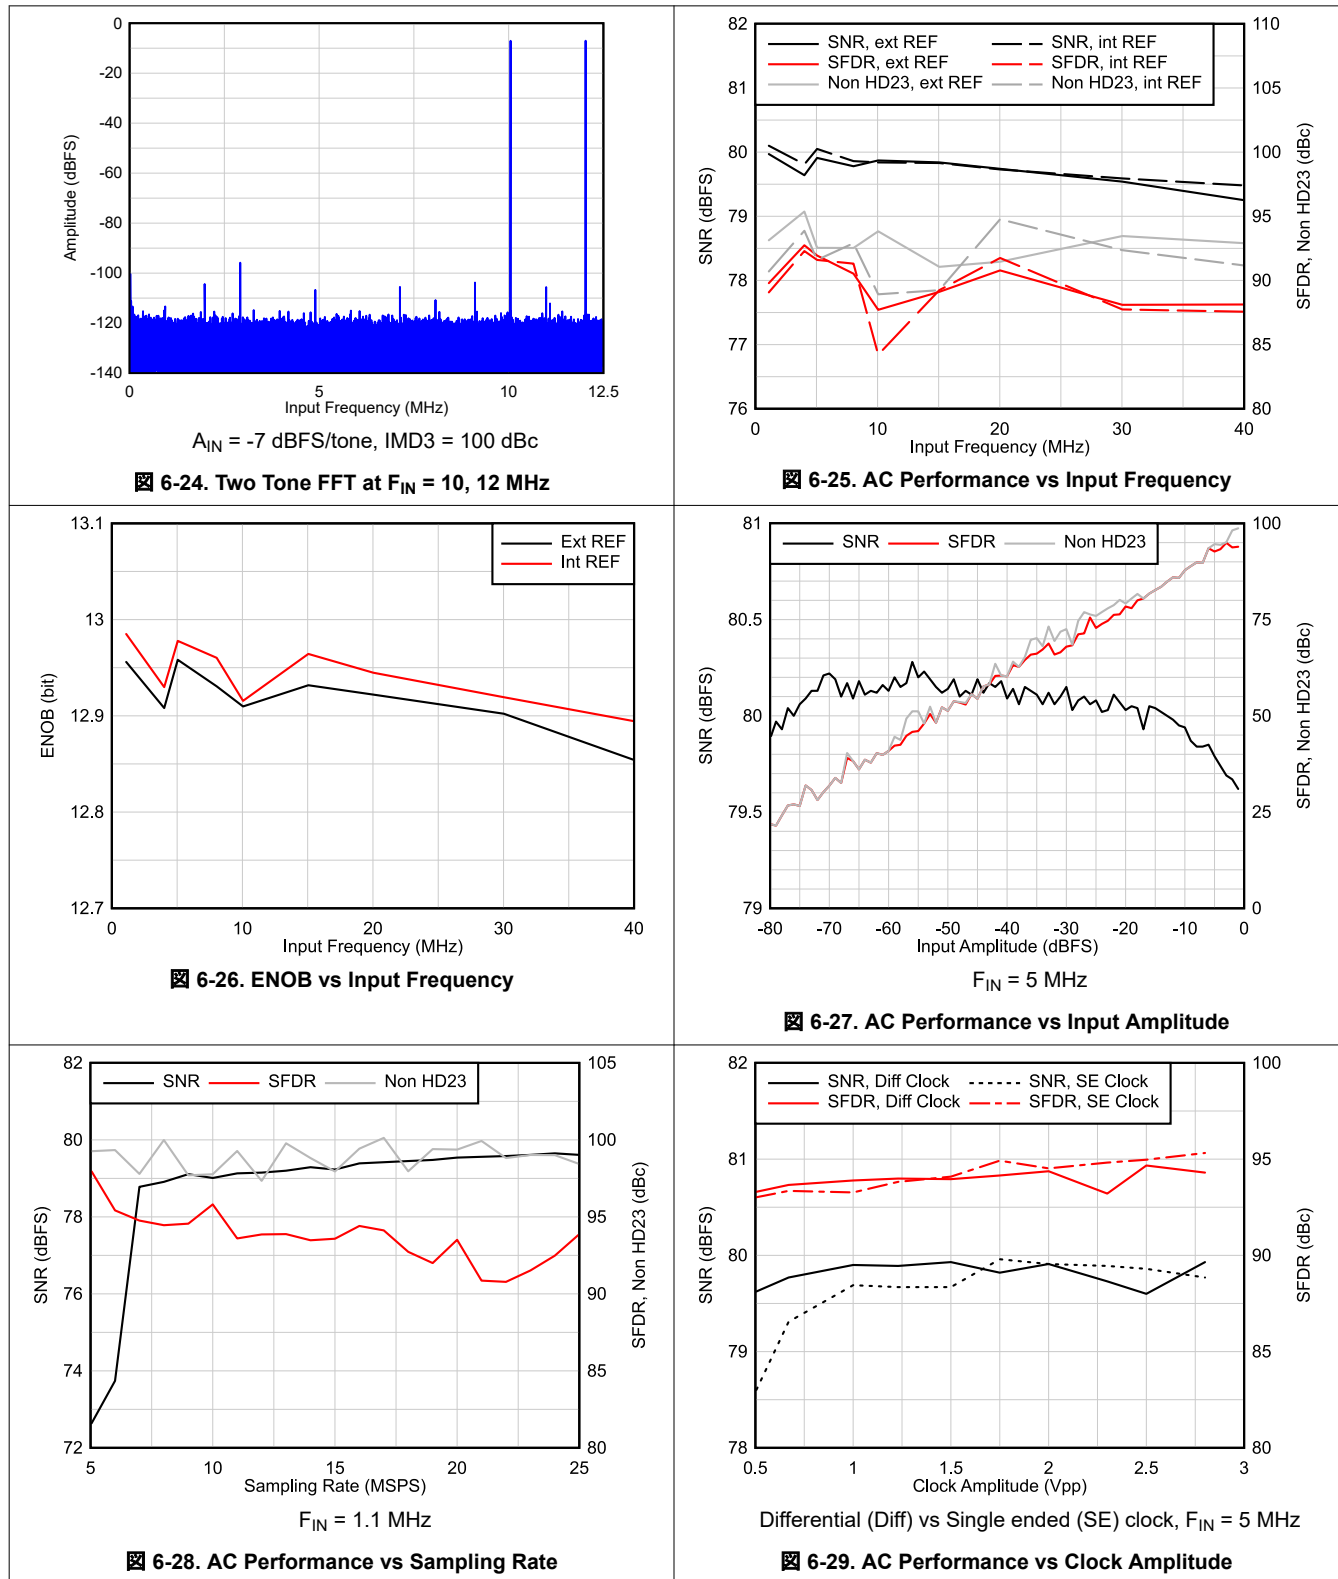 0
-20
-40
-60
-80
-100
-120
-140
Amplitude (dBFS)
0
5
10
12.5
Input Frequency (MHz)
A_IN = -7 dBFS/tone, IMD3 = 100 dBc
図 6-24. Two Tone FFT at F_IN = 10, 12 MHz
82
81
80
79
78
77
76
SNR (dBFS)
SNR, ext REF
SFDR, ext REF
Non HD23, ext REF
SNR, int REF
SFDR, int REF
Non HD23, int REF
110
105
100
95
90
85
80
SFDR, Non HD23 (dBc)
0
10
20
30
40
Input Frequency (MHz)
図 6-25. AC Performance vs Input Frequency
13.1
13
12.9
12.8
12.7
ENOB (bit)
Ext REF
Int REF
0
10
20
30
40
Input Frequency (MHz)
図 6-26. ENOB vs Input Frequency
81
80.5
80
79.5
79
SNR (dBFS)
SNR
SFDR
Non HD23
100
75
50
25
0
SFDR, Non HD23 (dBc)
-80
-70
-60
-50
-40
-30
-20
-10
0
Input Amplitude (dBFS)
F_IN = 5 MHz
図 6-27. AC Performance vs Input Amplitude
82
80
78
76
74
72
SNR (dBFS)
SNR
SFDR
Non HD23
105
100
95
90
85
80
SFDR, Non HD23 (dBc)
5
10
15
20
25
Sampling Rate (MSPS)
F_IN = 1.1 MHz
図 6-28. AC Performance vs Sampling Rate
82
81
80
79
78
SNR (dBFS)
SNR, Diff Clock
SFDR, Diff Clock
SNR, SE Clock
SFDR, SE Clock
100
95
90
85
80
SFDR (dBc)
0.5
1
1.5
2
2.5
3
Clock Amplitude (Vpp)
Differential (Diff) vs Single ended (SE) clock, F_IN = 5 MHz
図 6-29. AC Performance vs Clock Amplitude